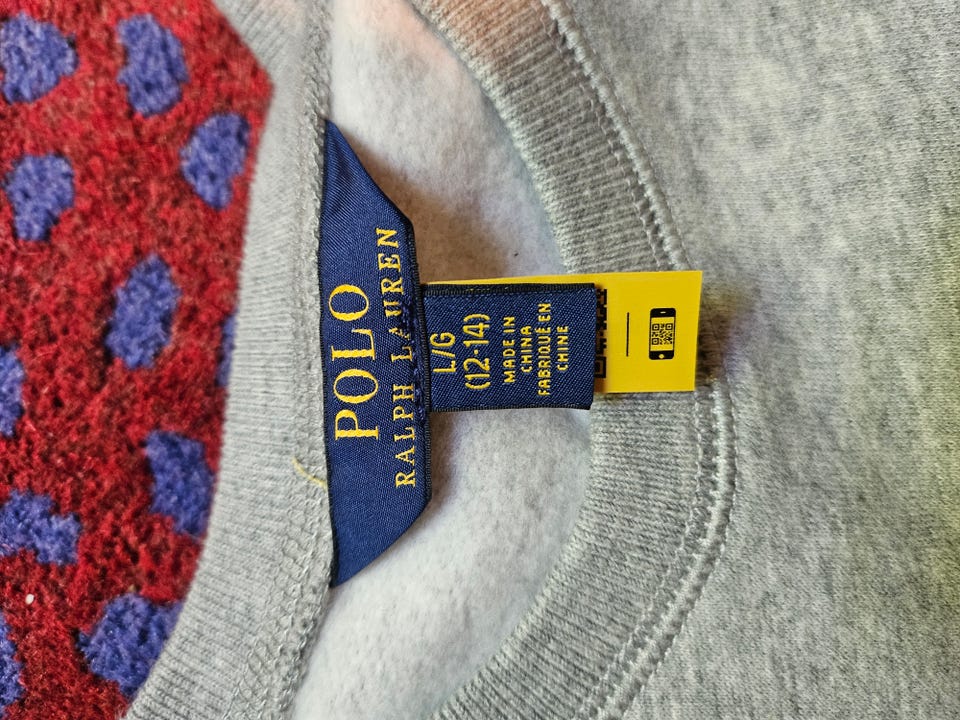 POLO
RALPH LAUREN
L/G
(12-14)
MADE IN
CHINA
FABRIQUÉ EN
CHINE